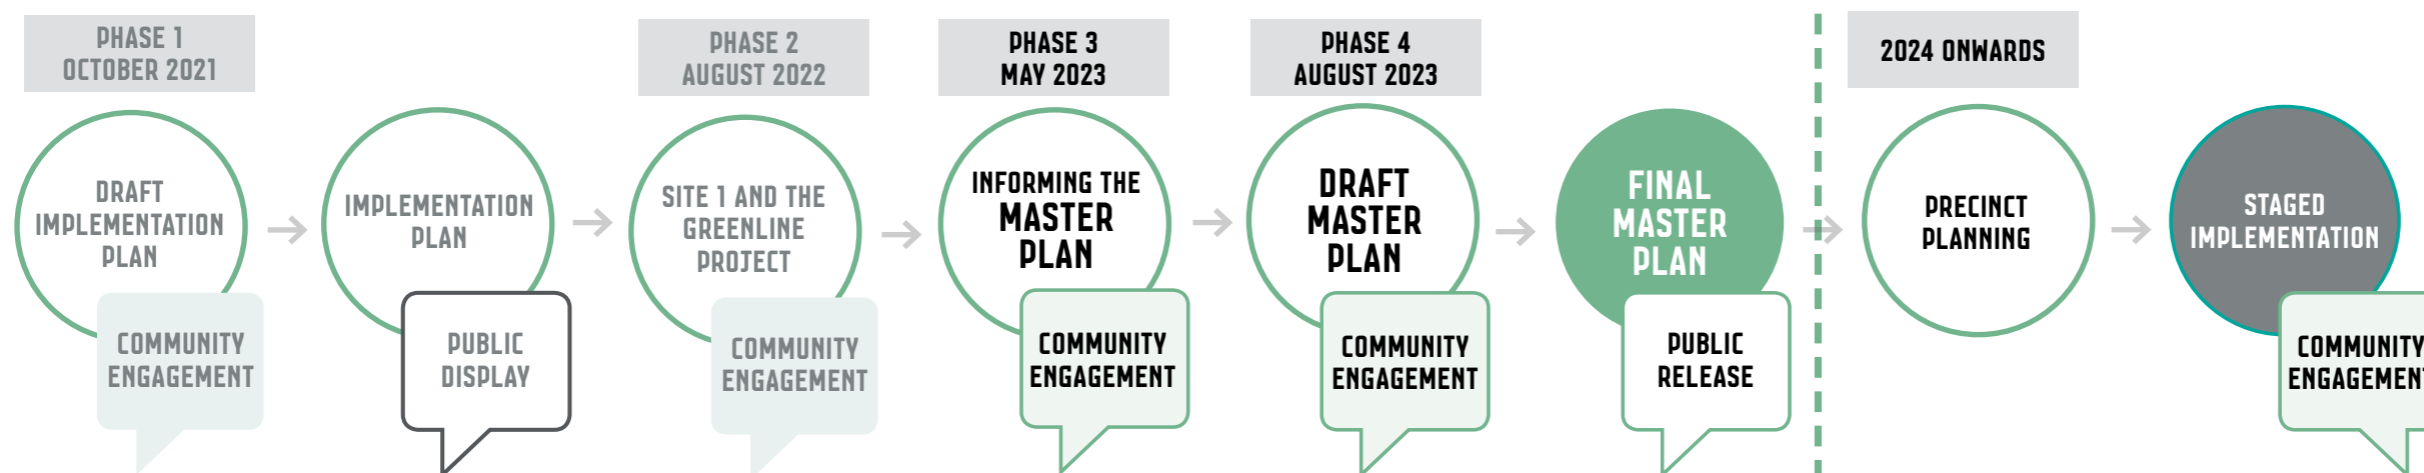 PHASE 1
OCTOBER 2021
PHASE 2
AUGUST 2022
PHASE 3
MAY 2023
PHASE 4
AUGUST 2023
2024 ONWARDS
DRAFT
IMPLEMENTATION
PLAN
COMMUNITY
ENGAGEMENT
IMPLEMENTATION
PLAN
PUBLIC
DISPLAY
SITE 1 AND THE
GREENLINE
PROJECT
COMMUNITY
ENGAGEMENT
INFORMING THE
MASTER
PLAN
COMMUNITY
ENGAGEMENT
DRAFT
MASTER
PLAN
COMMUNITY
ENGAGEMENT
FINAL
MASTER
PLAN
PUBLIC
RELEASE
PRECINCT
PLANNING
STAGED
IMPLEMENTATION
COMMUNITY
ENGAGEMENT